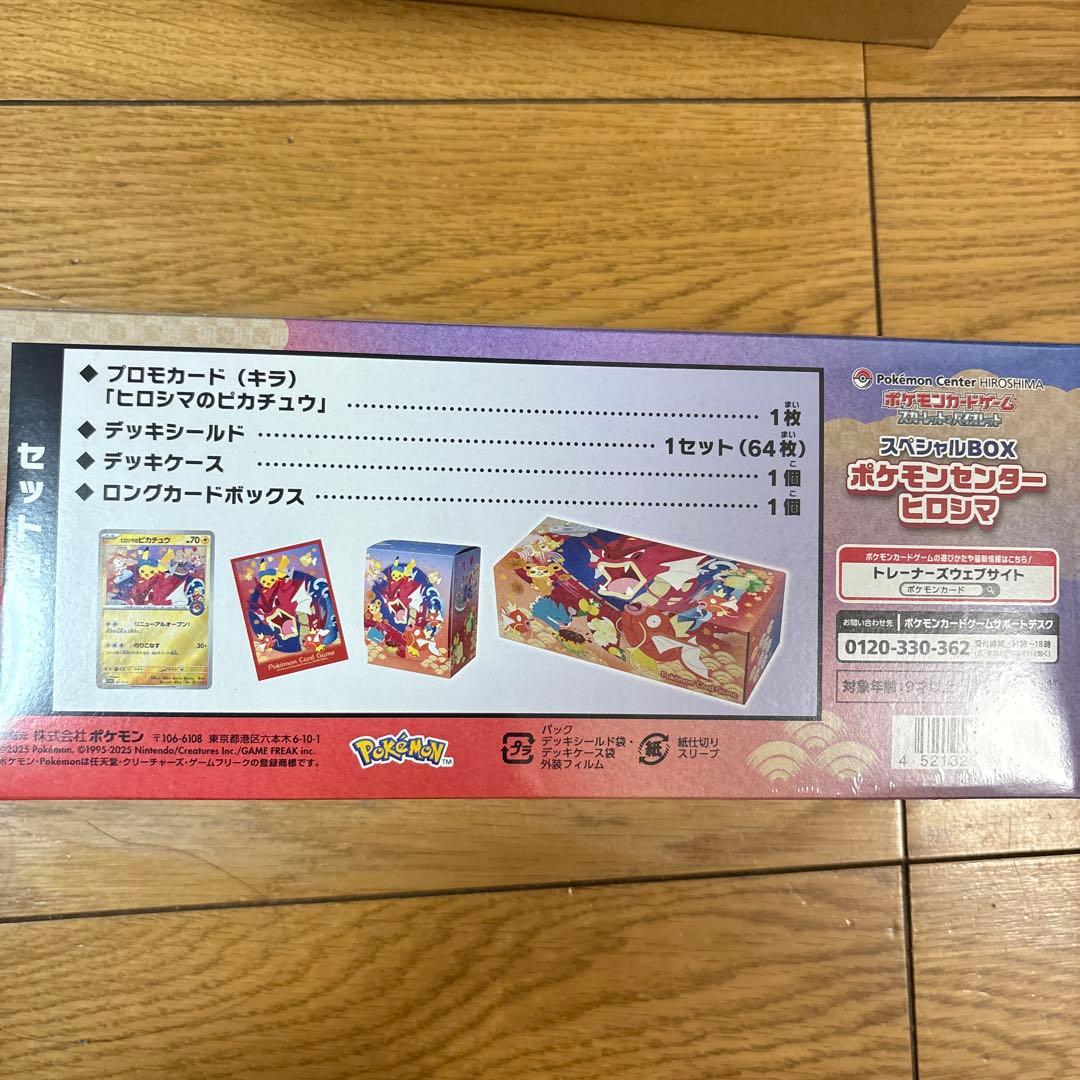 セット
◆ プロモカード（キラ）
「ヒロシマのピカチュウ」 1枚
まい
◆ デッキシールド 1セット（64枚）
まい
◆ デッキケース 1個
こ
◆ ロングカードボックス 1個
こ
ヒロシマのピカチュウ HP70
リニューアルオープン!
のりこなす 30+
Pokémon Card Game
Pokémon Card Game
Pokémon Center HIROSHIMA
ポケモンカードゲーム
スカーレット&バイオレット
スペシャルBOX
ポケモンセンター
ヒロシマ
ポケモンカードゲームの遊びかたや最新情報はこちら!
トレーナーズウェブサイト
ポケモンカード
お問い合わせ先 ポケモンカードゲームサポートデスク
0120-330-362
対象年齢:9才以上
4 52132
株式会社ポケモン 〒106-6108 東京都港区六本木6-10-1
©2025 Pokémon. ©1995-2025 Nintendo/Creatures Inc./GAME FREAK inc.
ポケモン・Pokémonは任天堂・クリーチャーズ・ゲームフリークの登録商標です。
POKéMON TM
プラ
パック
デッキシールド袋・
デッキケース袋
外装フィルム
紙
紙仕切り
スリーブ